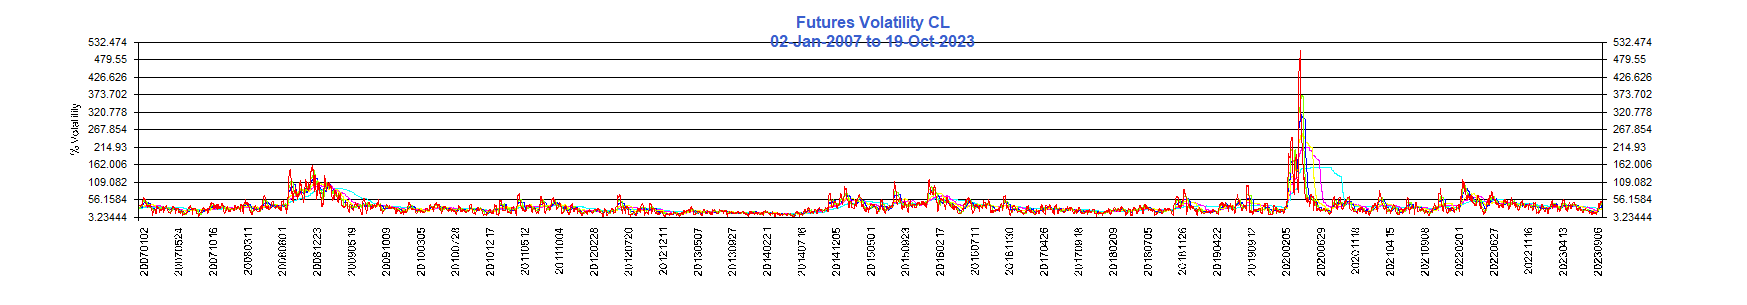 Futures Volatility CL
02-Jan-2007 to 19-Oct-2023
532.474 532.474
479.55 479.55
426.626 426.626
373.702 373.702
320.778 320.778
267.854 267.854
214.93 214.93
162.006 162.006
109.082 109.082
56.1584 56.1584
3.23444 3.23444
% Volatility
20070102 20070524 20071016 20080311 20080801 20081223 20090519 20091009 20100305 20100728 20101217 20110512 20111004 20120228 20120720 20121211 20130507 20130927 20140221 20140716 20141205 20150501 20150923 20160217 20160711 20161130 20170426 20170918 20180209 20180705 20181126 20190422 20190912 20200205 20200629 20201118 20210415 20210908 20220201 20220627 20221116 20230413 20230906